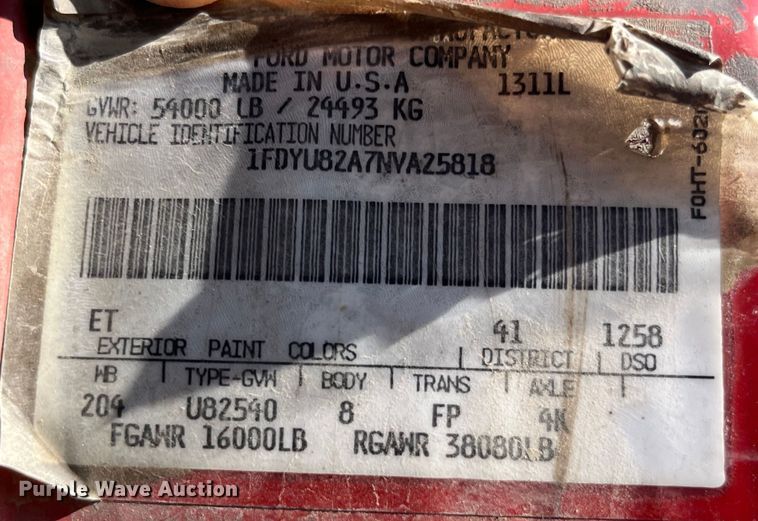 FORD MOTOR COMPANY
MADE IN U.S.A 1311L
GVWR: 54000 LB / 24493 KG
VEHICLE IDENTIFICATION NUMBER
1FDYU82A7NVA25818
ET 41 1258
EXTERIOR PAINT COLORS DISTRICT DSO
WB TYPE-GVW BODY TRANS AXLE
204 U82540 8 FP 4K
FGAWR 16000LB RGAWR 38080LB
Purple Wave Auction